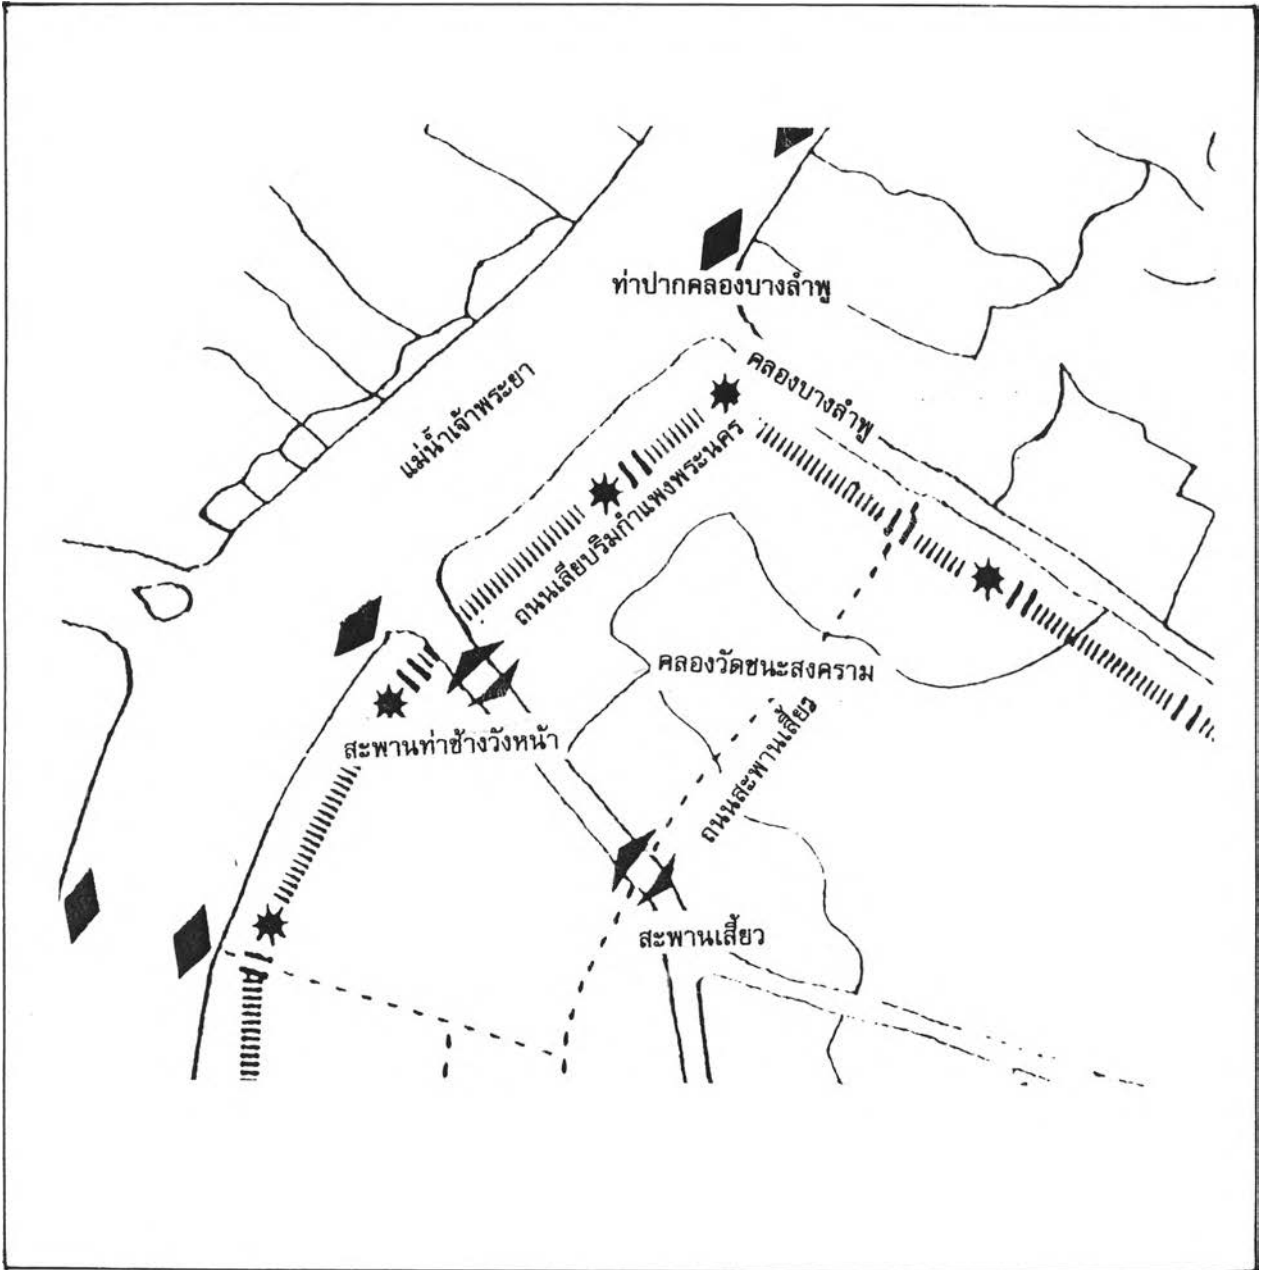 ท่าปากคลองบางลำพู
คลองบางลำพู
แม่น้ำเจ้าพระยา
ถนนเลียบริมกำแพงพระนคร
คลองวัดชนะสงคราม
สะพานท่าช้างวังหน้า
ถนนสะพานเสี้ยว
สะพานเสี้ยว